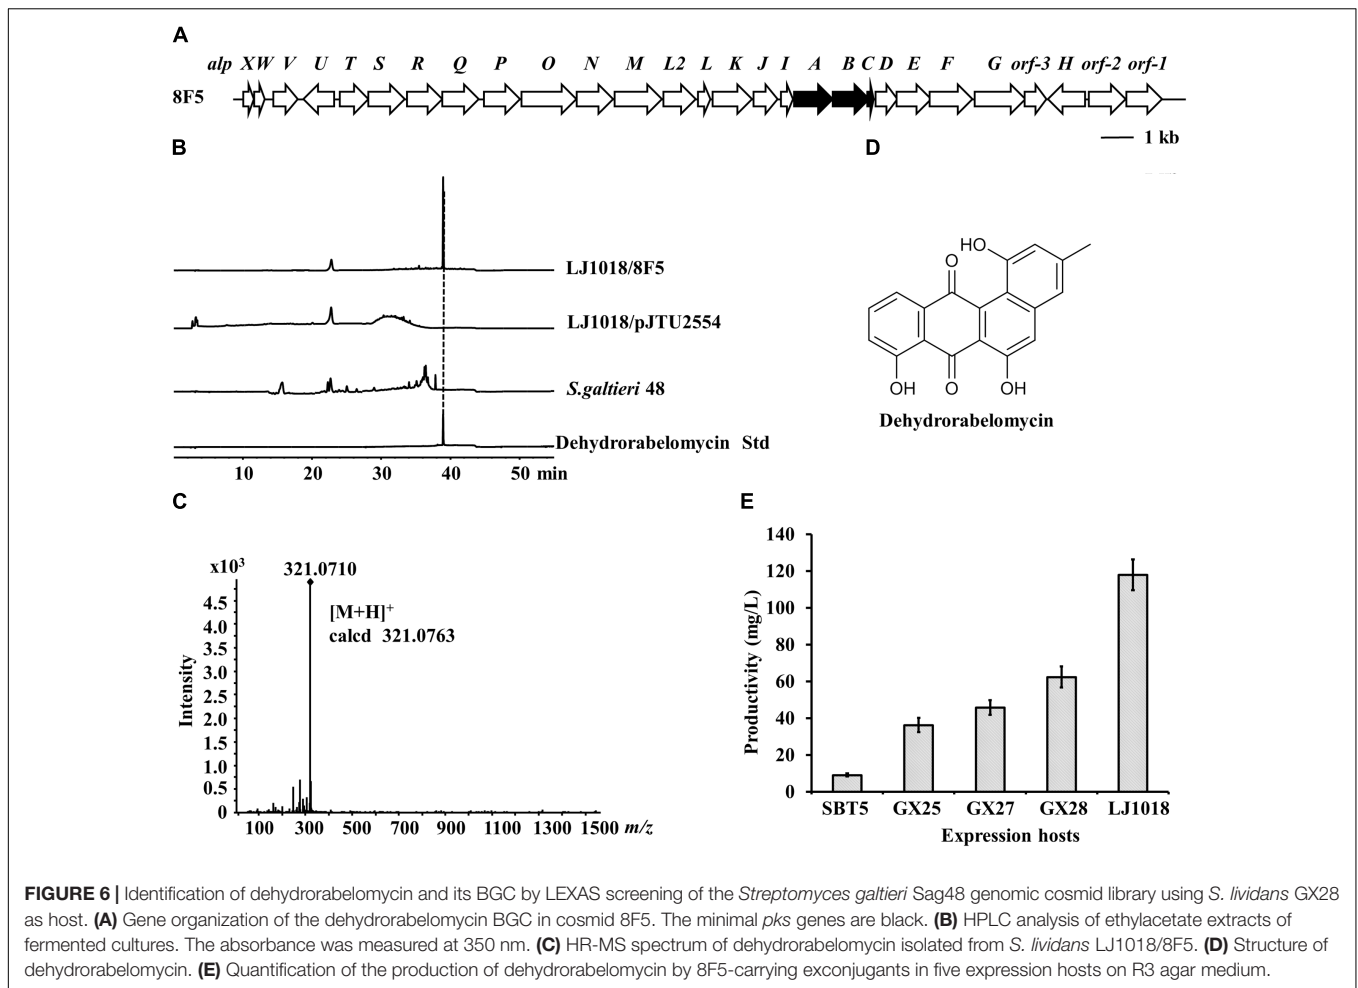 A
alp X W V U T S R Q P O N M L2 L K J I A B C D E F G orf-3 H orf-2 orf-1
8F5
1 kb
B
LJ1018/8F5
LJ1018/pJTU2554
S.galtieri 48
Dehydrorabelomycin Std
10 20 30 40 50 min
D
HO
O
OH O OH
Dehydrorabelomycin
C
x10³
321.0710
[M+H]⁺
calcd 321.0763
4.5
4.0
3.5
3.0
2.5
2.0
1.5
1.0
0.5
0
Intensity
100 300 500 700 900 1100 1300 1500 m/z
E
140
120
100
80
60
40
20
0
Productivity (mg/L)
SBT5 GX25 GX27 GX28 LJ1018
Expression hosts
FIGURE 6 | Identification of dehydrorabelomycin and its BGC by LEXAS screening of the Streptomyces galtieri Sag48 genomic cosmid library using S. lividans GX28
as host. (A) Gene organization of the dehydrorabelomycin BGC in cosmid 8F5. The minimal pks genes are black. (B) HPLC analysis of ethylacetate extracts of
fermented cultures. The absorbance was measured at 350 nm. (C) HR-MS spectrum of dehydrorabelomycin isolated from S. lividans LJ1018/8F5. (D) Structure of
dehydrorabelomycin. (E) Quantification of the production of dehydrorabelomycin by 8F5-carrying exconjugants in five expression hosts on R3 agar medium.